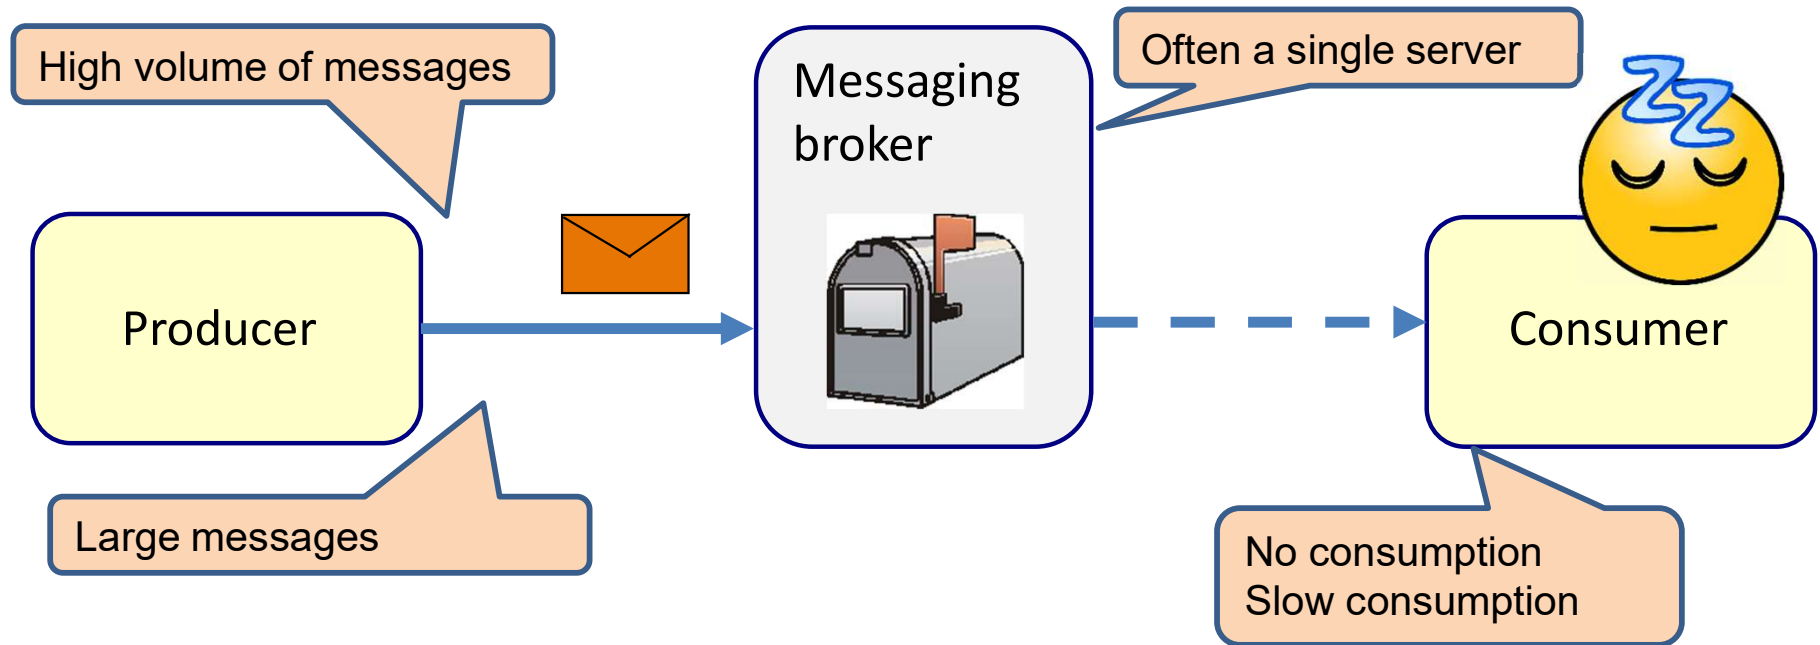 High volume of messages
Messaging
broker
Often a single server
Producer
Consumer
Large messages
No consumption
Slow consumption